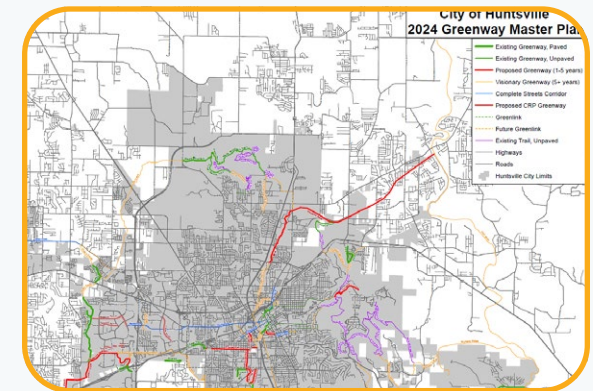 City of Huntsville
2024 Greenway Master Plan
Existing Greenway, Paved
Existing Greenway, Unpaved
Proposed Greenway (1-5 years)
Visionary Greenway (5+ years)
Complete Streets Corridor
Proposed CRP Greenway
Greenlink
Future Greenlink
Existing Trail, Unpaved
Highways
Roads
Huntsville City Limits